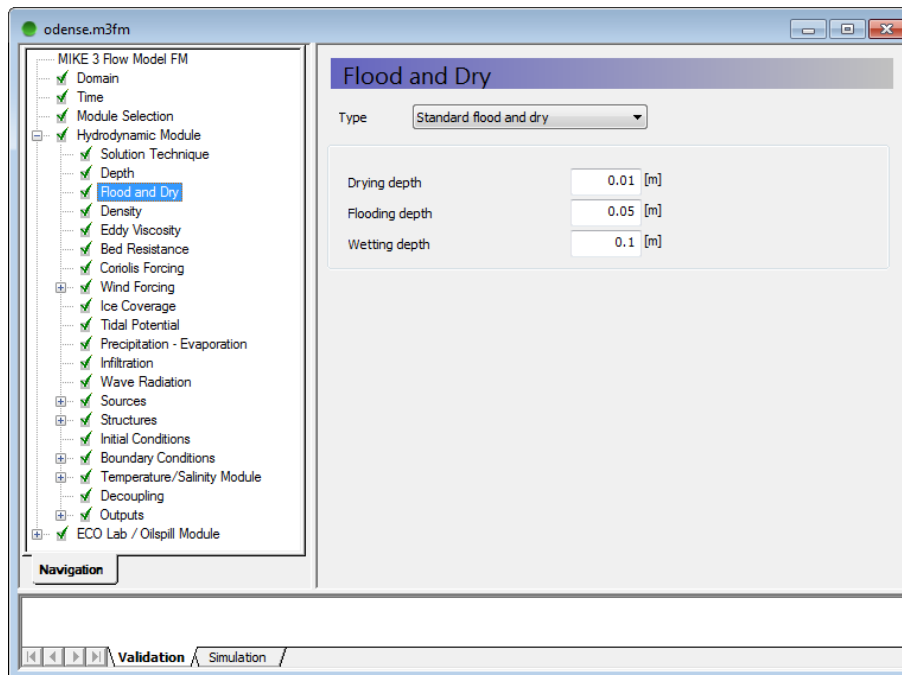 odense.m3fm
MIKE 3 Flow Model FM
Domain
Time
Module Selection
Hydrodynamic Module
Solution Technique
Depth
Flood and Dry
Density
Eddy Viscosity
Bed Resistance
Coriolis Forcing
Wind Forcing
Ice Coverage
Tidal Potential
Precipitation - Evaporation
Infiltration
Wave Radiation
Sources
Structures
Initial Conditions
Boundary Conditions
Temperature/Salinity Module
Decoupling
Outputs
ECO Lab / Oilspill Module
Navigation
Flood and Dry
Type Standard flood and dry
Drying depth 0.01 [m]
Flooding depth 0.05 [m]
Wetting depth 0.1 [m]
Validation Simulation